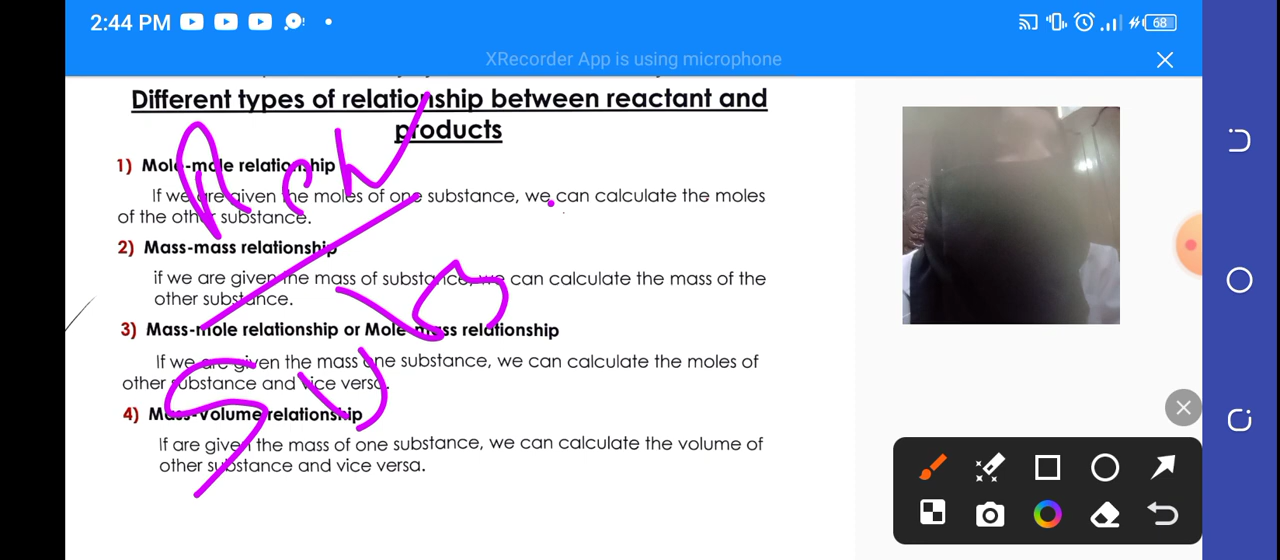 2:44 PM
68
XRecorder App is using microphone
Different types of relationship between reactant and
products
1) Mole-mole relationship
If we are given the moles of one substance, we can calculate the moles
of the other substance.
2) Mass-mass relationship
if we are given the mass of substance, we can calculate the mass of the
other substance.
3) Mass-mole relationship or Mole-mass relationship
If we are given the mass one substance, we can calculate the moles of
other substance and vice versa.
4) Mass-Volume relationship
If are given the mass of one substance, we can calculate the volume of
other substance and vice versa.